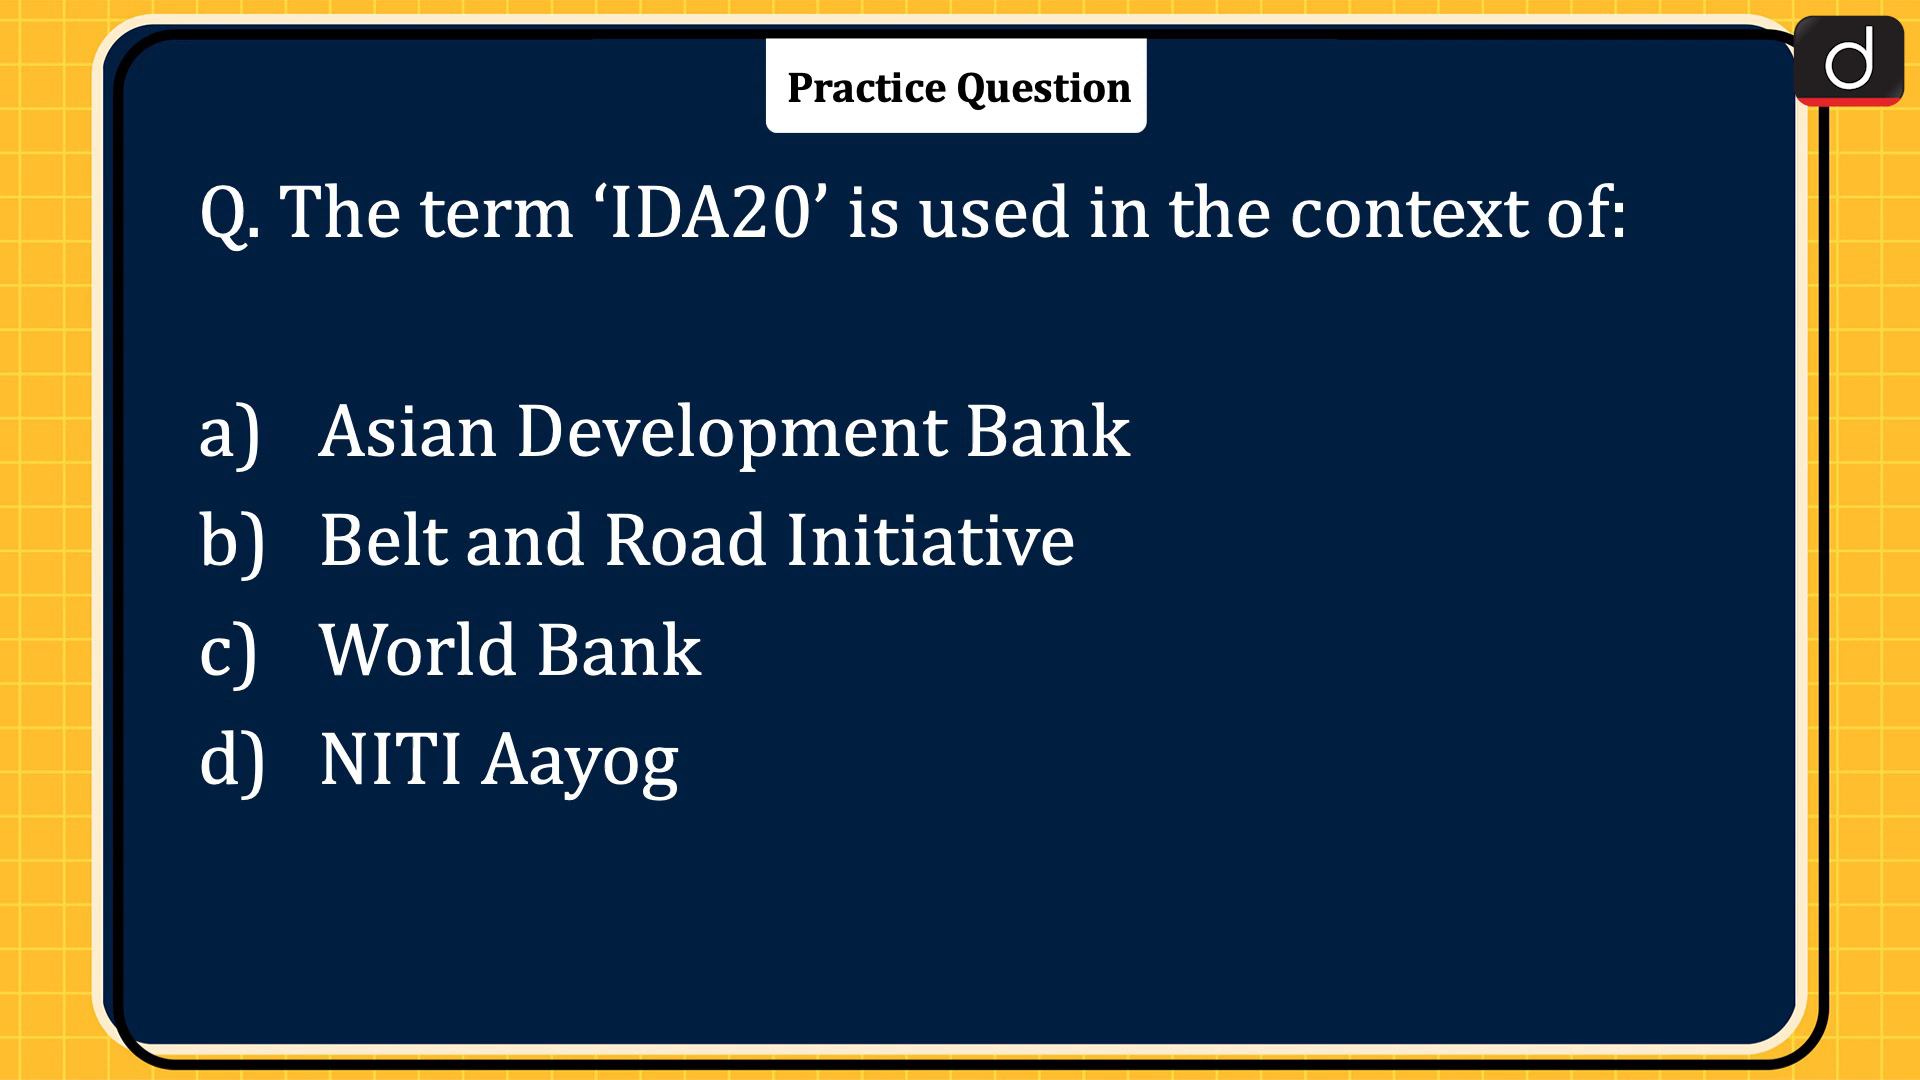 Practice Question
d
Q. The term ‘IDA20’ is used in the context of:
a) Asian Development Bank
b) Belt and Road Initiative
c) World Bank
d) NITI Aayog